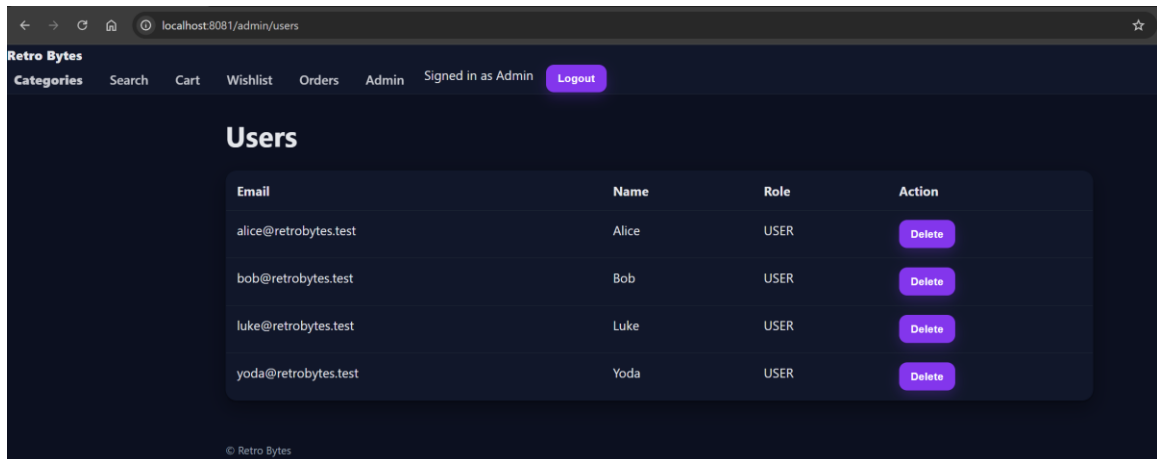 localhost:8081/admin/users
Retro Bytes
Categories Search Cart Wishlist Orders Admin Signed in as Admin Logout
Users
Email Name Role Action
alice@retrobytes.test Alice USER Delete
bob@retrobytes.test Bob USER Delete
luke@retrobytes.test Luke USER Delete
yoda@retrobytes.test Yoda USER Delete
© Retro Bytes